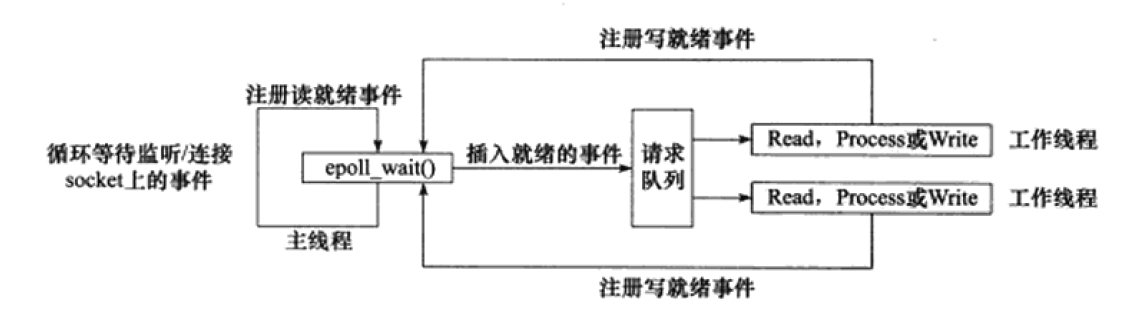 注册写就绪事件
注册读就绪事件
循环等待监听/连接
socket上的事件
epoll_wait()
插入就绪的事件
请求
队列
Read，Process或Write
工作线程
Read，Process或Write
工作线程
主线程
注册写就绪事件